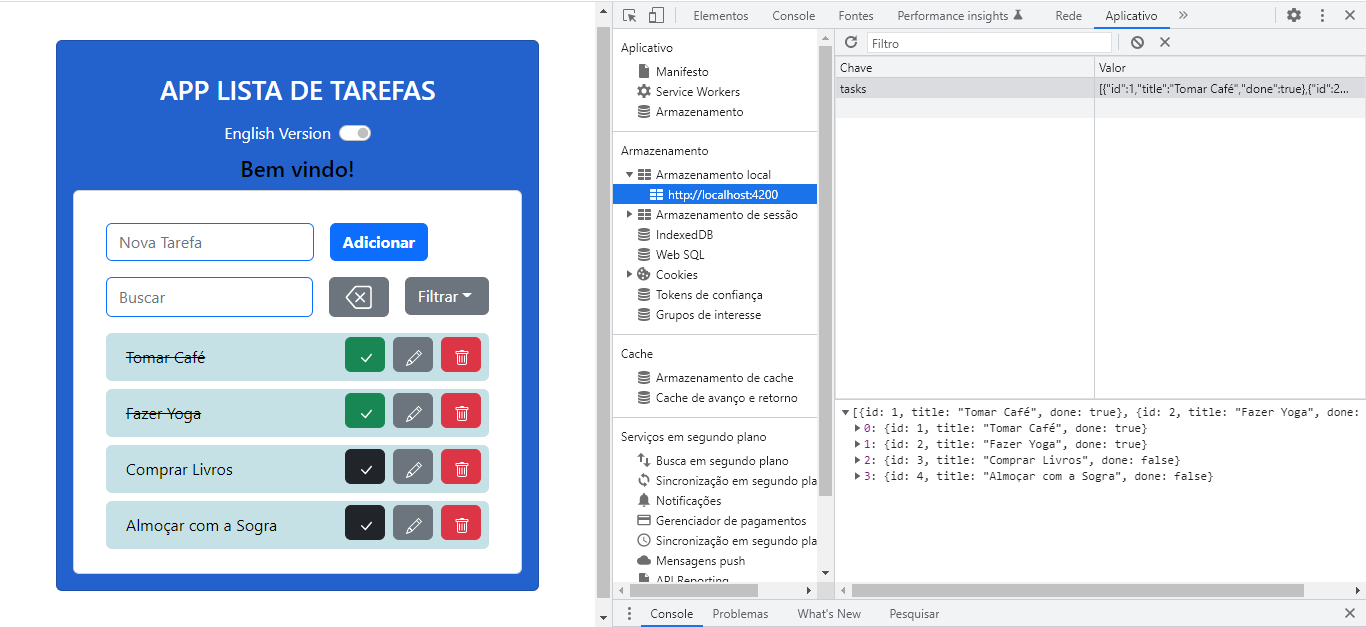 APP LISTA DE TAREFAS
English Version
Bem vindo!
Nova Tarefa
Adicionar
Buscar
Filtrar
Tomar Café
Fazer Yoga
Comprar Livros
Almoçar com a Sogra
Elementos Console Fontes Performance insights Rede Aplicativo
Aplicativo
Manifesto
Service Workers
Armazenamento
Armazenamento
Armazenamento local
http://localhost:4200
Armazenamento de sessão
IndexedDB
Web SQL
Cookies
Tokens de confiança
Grupos de interesse
Cache
Armazenamento de cache
Cache de avanço e retorno
Serviços em segundo plano
Busca em segundo plano
Sincronização em segundo pla
Notificações
Gerenciador de pagamentos
Sincronização em segundo pla
Mensagens push
API Reporting
Filtro
Chave Valor
tasks [{"id":1,"title":"Tomar Café","done":true},{"id":2...
[{id: 1, title: "Tomar Café", done: true}, {id: 2, title: "Fazer Yoga", done:
0: {id: 1, title: "Tomar Café", done: true}
1: {id: 2, title: "Fazer Yoga", done: true}
2: {id: 3, title: "Comprar Livros", done: false}
3: {id: 4, title: "Almoçar com a Sogra", done: false}
Console Problemas What's New Pesquisar